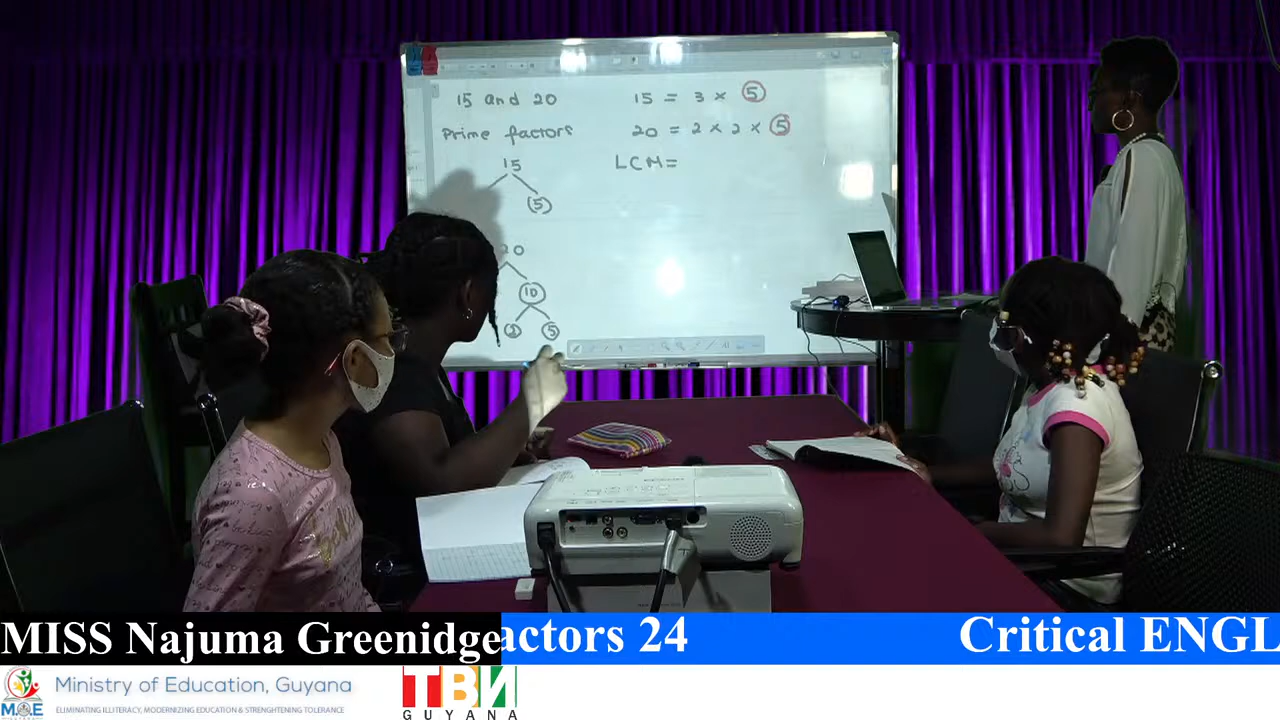 15 and 20
Prime factors
15
(5)
20
10
2 5
15 = 3 × 5
20 = 2 × 2 × 5
LCM =
MISS Najuma Greenidge actors 24 Critical ENGL
Ministry of Education, Guyana
ELIMINATING ILLITERACY, MODERNIZING EDUCATION & STRENGHTENING TOLERANCE
M.O.E
TBN
GUYANA